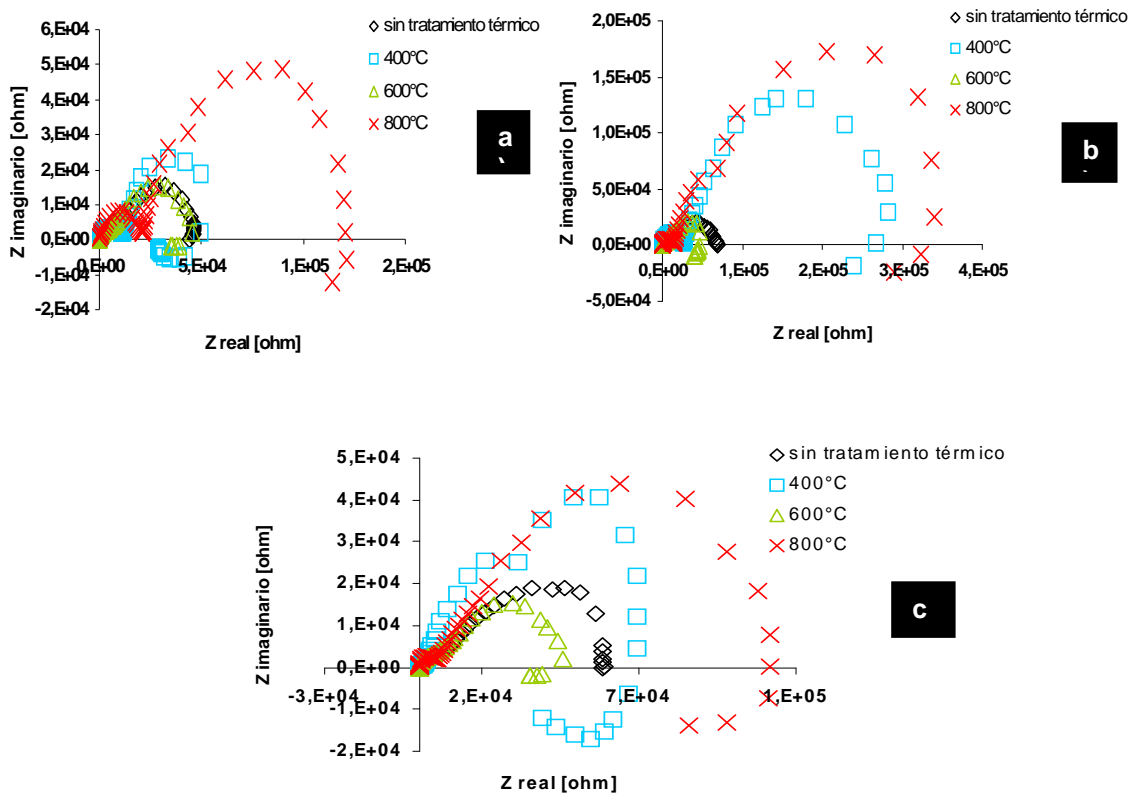 6,E+04
5,E+04
4,E+04
3,E+04
2,E+04
1,E+04
0,E+00
-1,E+04
-2,E+04
Z imaginario [ohm]
0,E+00
5,E+04
1,E+05
2,E+05
Z real [ohm]
sin tratamiento térmico
400°C
600°C
800°C
a
2,0E+05
1,5E+05
1,0E+05
5,0E+04
0,0E+00
-5,0E+04
Z imaginario [ohm]
0,E+00
1,E+05
2,E+05
3,E+05
4,E+05
Z real [ohm]
sin tratamiento térmico
400°C
600°C
800°C
b
5,E+04
4,E+04
3,E+04
2,E+04
1,E+04
0,E+00
-1,E+04
-2,E+04
Z imaginario [ohm]
-3,E+04
2,E+04
7,E+04
1,E+05
Z real [ohm]
sin tratamiento térmico
400°C
600°C
800°C
c